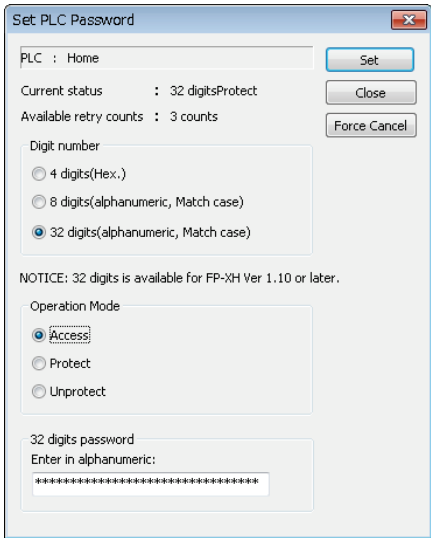 Set PLC Password
PLC : Home
Set
Current status : 32 digitsProtect
Close
Available retry counts : 3 counts
Force Cancel
Digit number
4 digits(Hex.)
8 digits(alphanumeric, Match case)
32 digits(alphanumeric, Match case)
NOTICE: 32 digits is available for FP-XH Ver 1.10 or later.
Operation Mode
Access
Protect
Unprotect
32 digits password
Enter in alphanumeric:
********************************